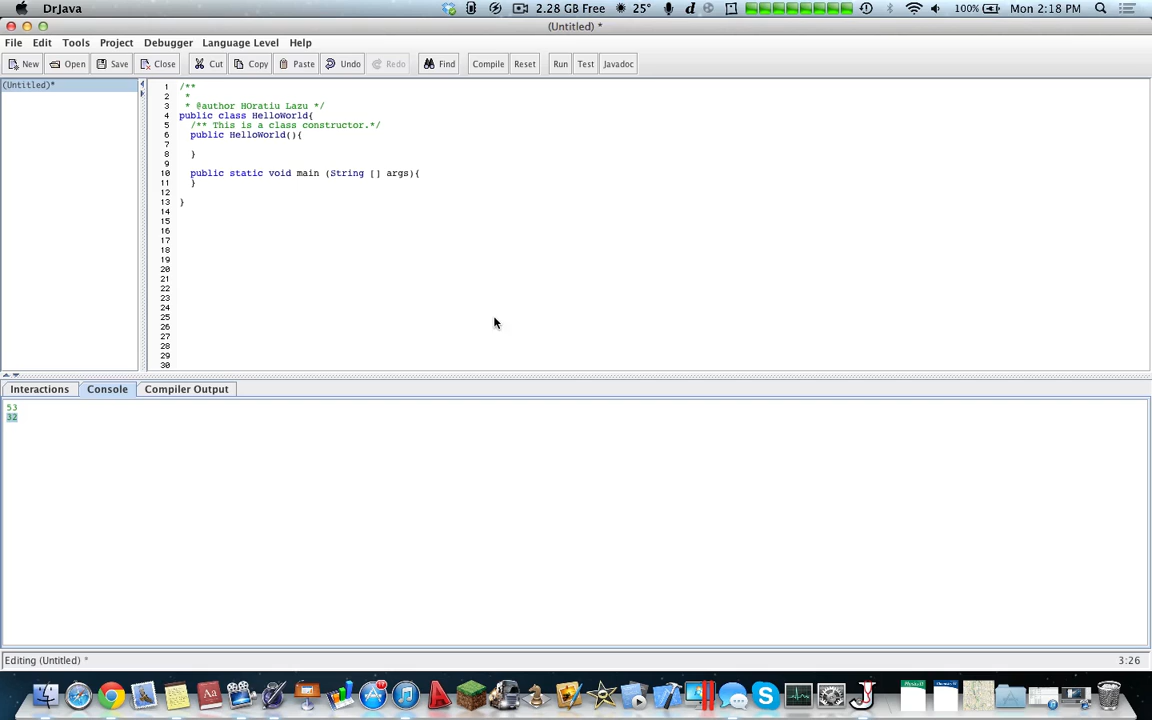 DrJava 2.28 GB Free 25° 100% Mon 2:18 PM
(Untitled) *
File Edit Tools Project Debugger Language Level Help
New Open Save Close Cut Copy Paste Undo Redo Find Compile Reset Run Test Javadoc
(Untitled)*
1 /**
2 *
3 * @author HOratiu Lazu */
4 public class HelloWorld{
5 /** This is a class constructor.*/
6 public HelloWorld(){
7
8 }
9
10 public static void main (String [] args){
11 }
12
13 }
14
15
16
17
18
19
20
21
22
23
24
25
26
27
28
29
30
Interactions Console Compiler Output
53
32
Editing (Untitled) * 3:26